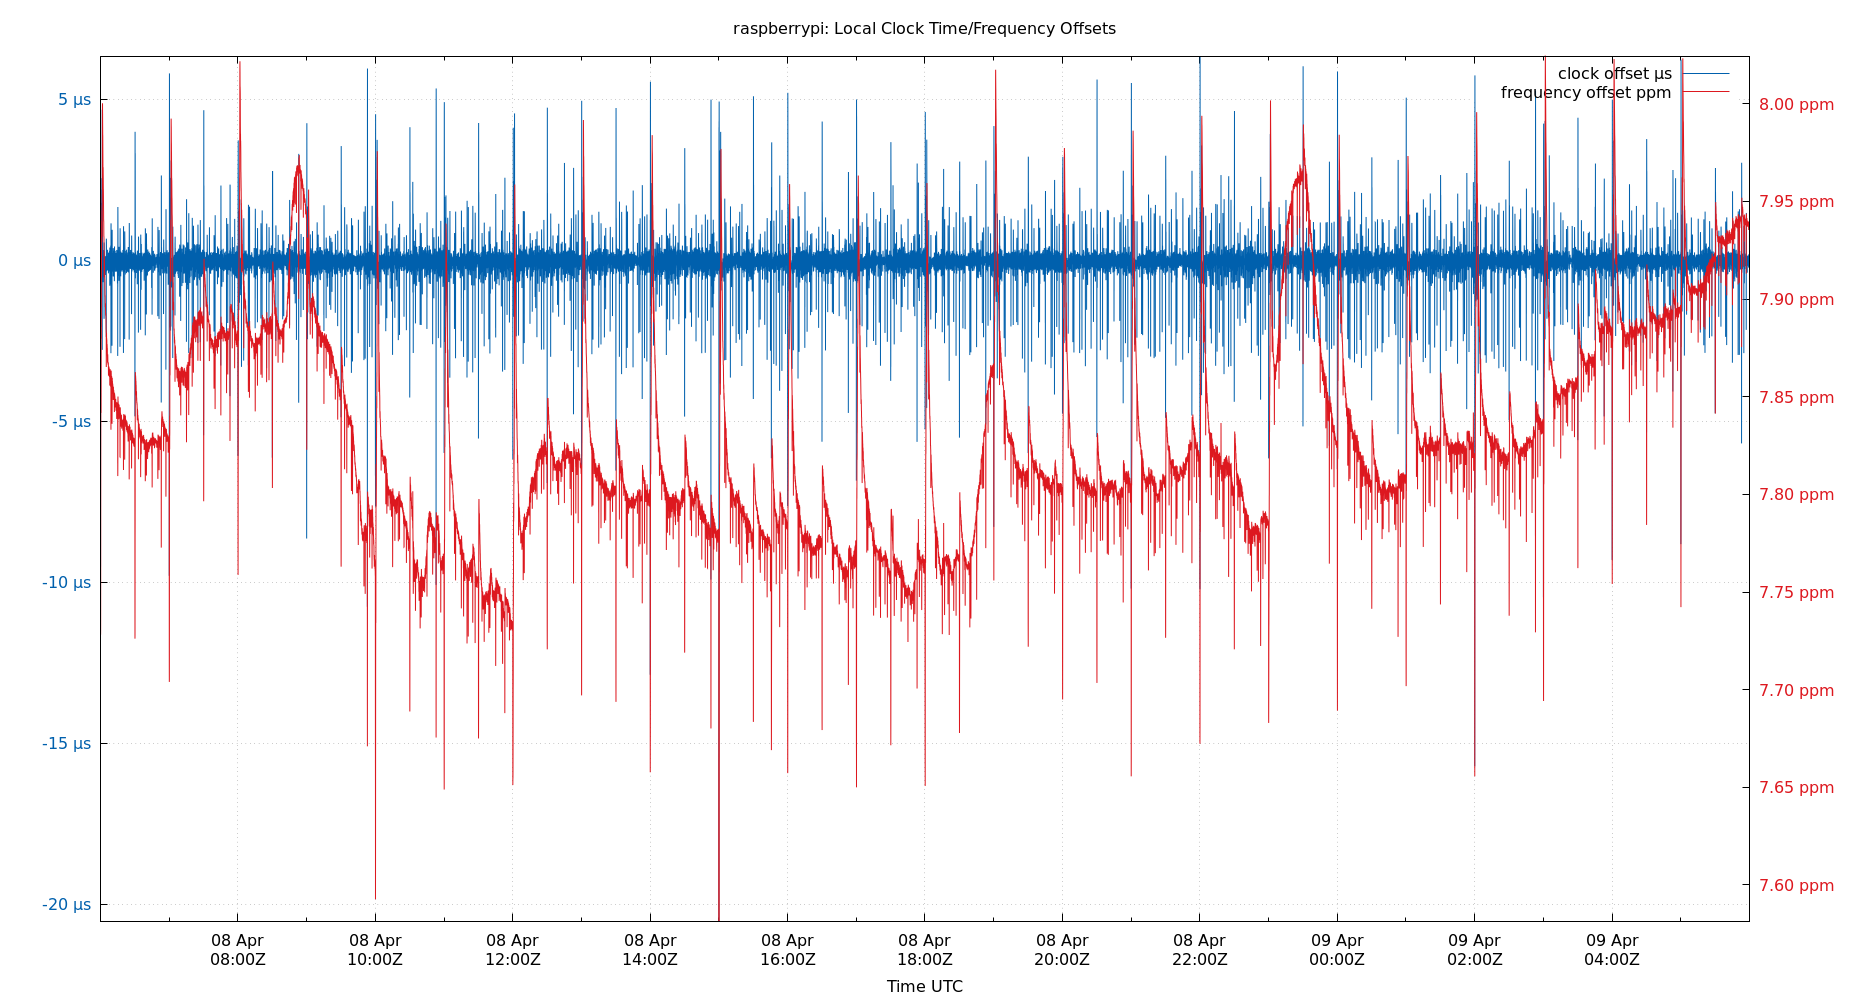 raspberrypi: Local Clock Time/Frequency Offsets
clock offset µs
frequency offset ppm
5 µs
0 µs
-5 µs
-10 µs
-15 µs
-20 µs
8.00 ppm
7.95 ppm
7.90 ppm
7.85 ppm
7.80 ppm
7.75 ppm
7.70 ppm
7.65 ppm
7.60 ppm
08 Apr 08 Apr 08 Apr 08 Apr 08 Apr 08 Apr 08 Apr 08 Apr 09 Apr 09 Apr 09 Apr
08:00Z 10:00Z 12:00Z 14:00Z 16:00Z 18:00Z 20:00Z 22:00Z 00:00Z 02:00Z 04:00Z
Time UTC